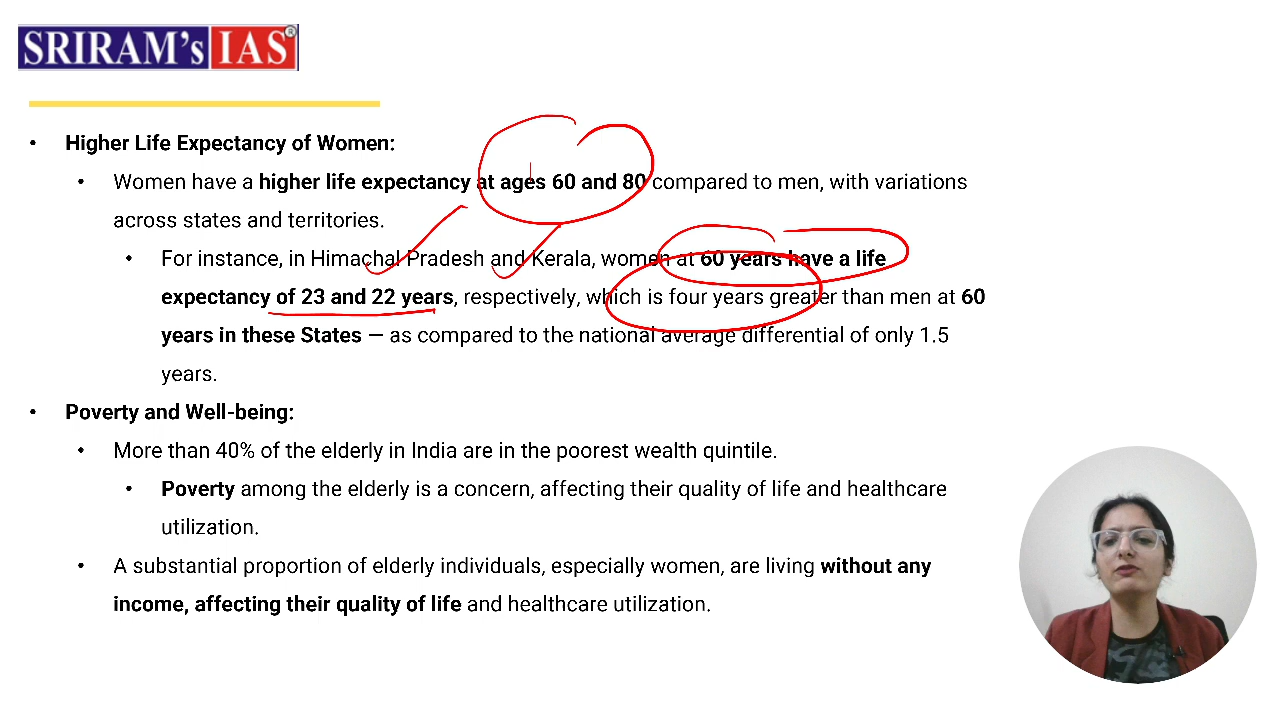 SRIRAM's IAS®
• Higher Life Expectancy of Women:
• Women have a higher life expectancy at ages 60 and 80 compared to men, with variations
across states and territories.
• For instance, in Himachal Pradesh and Kerala, women at 60 years have a life
expectancy of 23 and 22 years, respectively, which is four years greater than men at 60
years in these States — as compared to the national average differential of only 1.5
years.
• Poverty and Well-being:
• More than 40% of the elderly in India are in the poorest wealth quintile.
• Poverty among the elderly is a concern, affecting their quality of life and healthcare
utilization.
• A substantial proportion of elderly individuals, especially women, are living without any
income, affecting their quality of life and healthcare utilization.